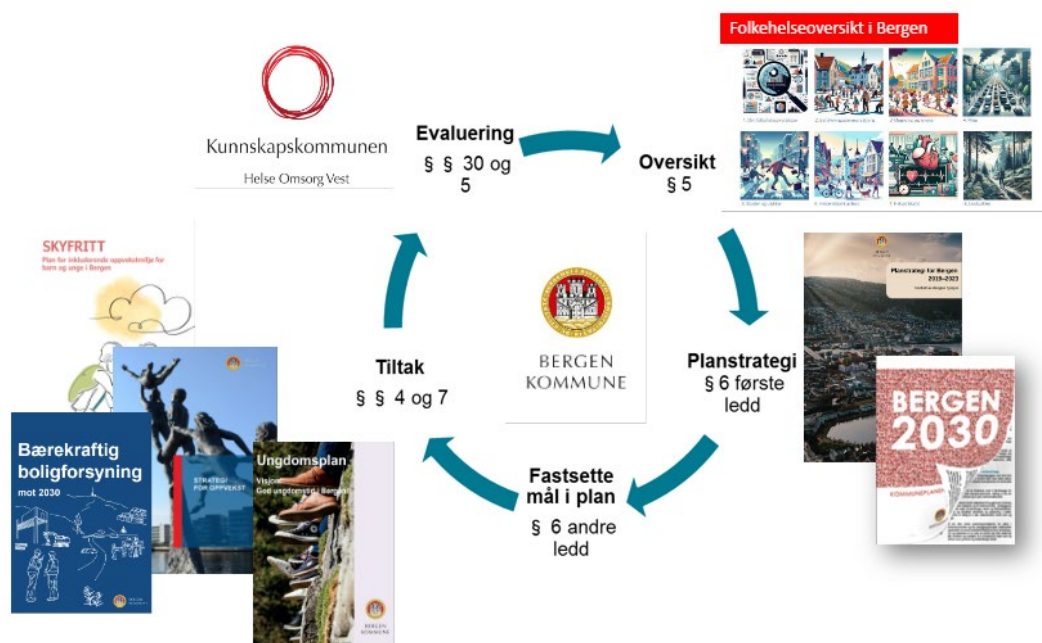 Folkehelseoversikt i Bergen
Kunnskapskommunen
Helse Omsorg Vest
Evaluering
§ § 30 og
5
Oversikt
§ 5
SKYFRITT
Plan for inkluderende oppvekstmiljø for
barn og unge i Bergen
Planstrategi for Bergen
2019–2023
BERGEN
KOMMUNE
Tiltak
§ § 4 og 7
Planstrategi
§ 6 første
ledd
BERGEN
2030
KOMMUNEPLANEN
Bærekraftig
boligforsyning
mot 2030
STRATEGI
FOR OPPVEKST
Ungdomsplan
Visjon:
God ungdomstid i Bergen!
BERGEN
KOMMUNE
Fastsette
mål i plan
§ 6 andre
ledd